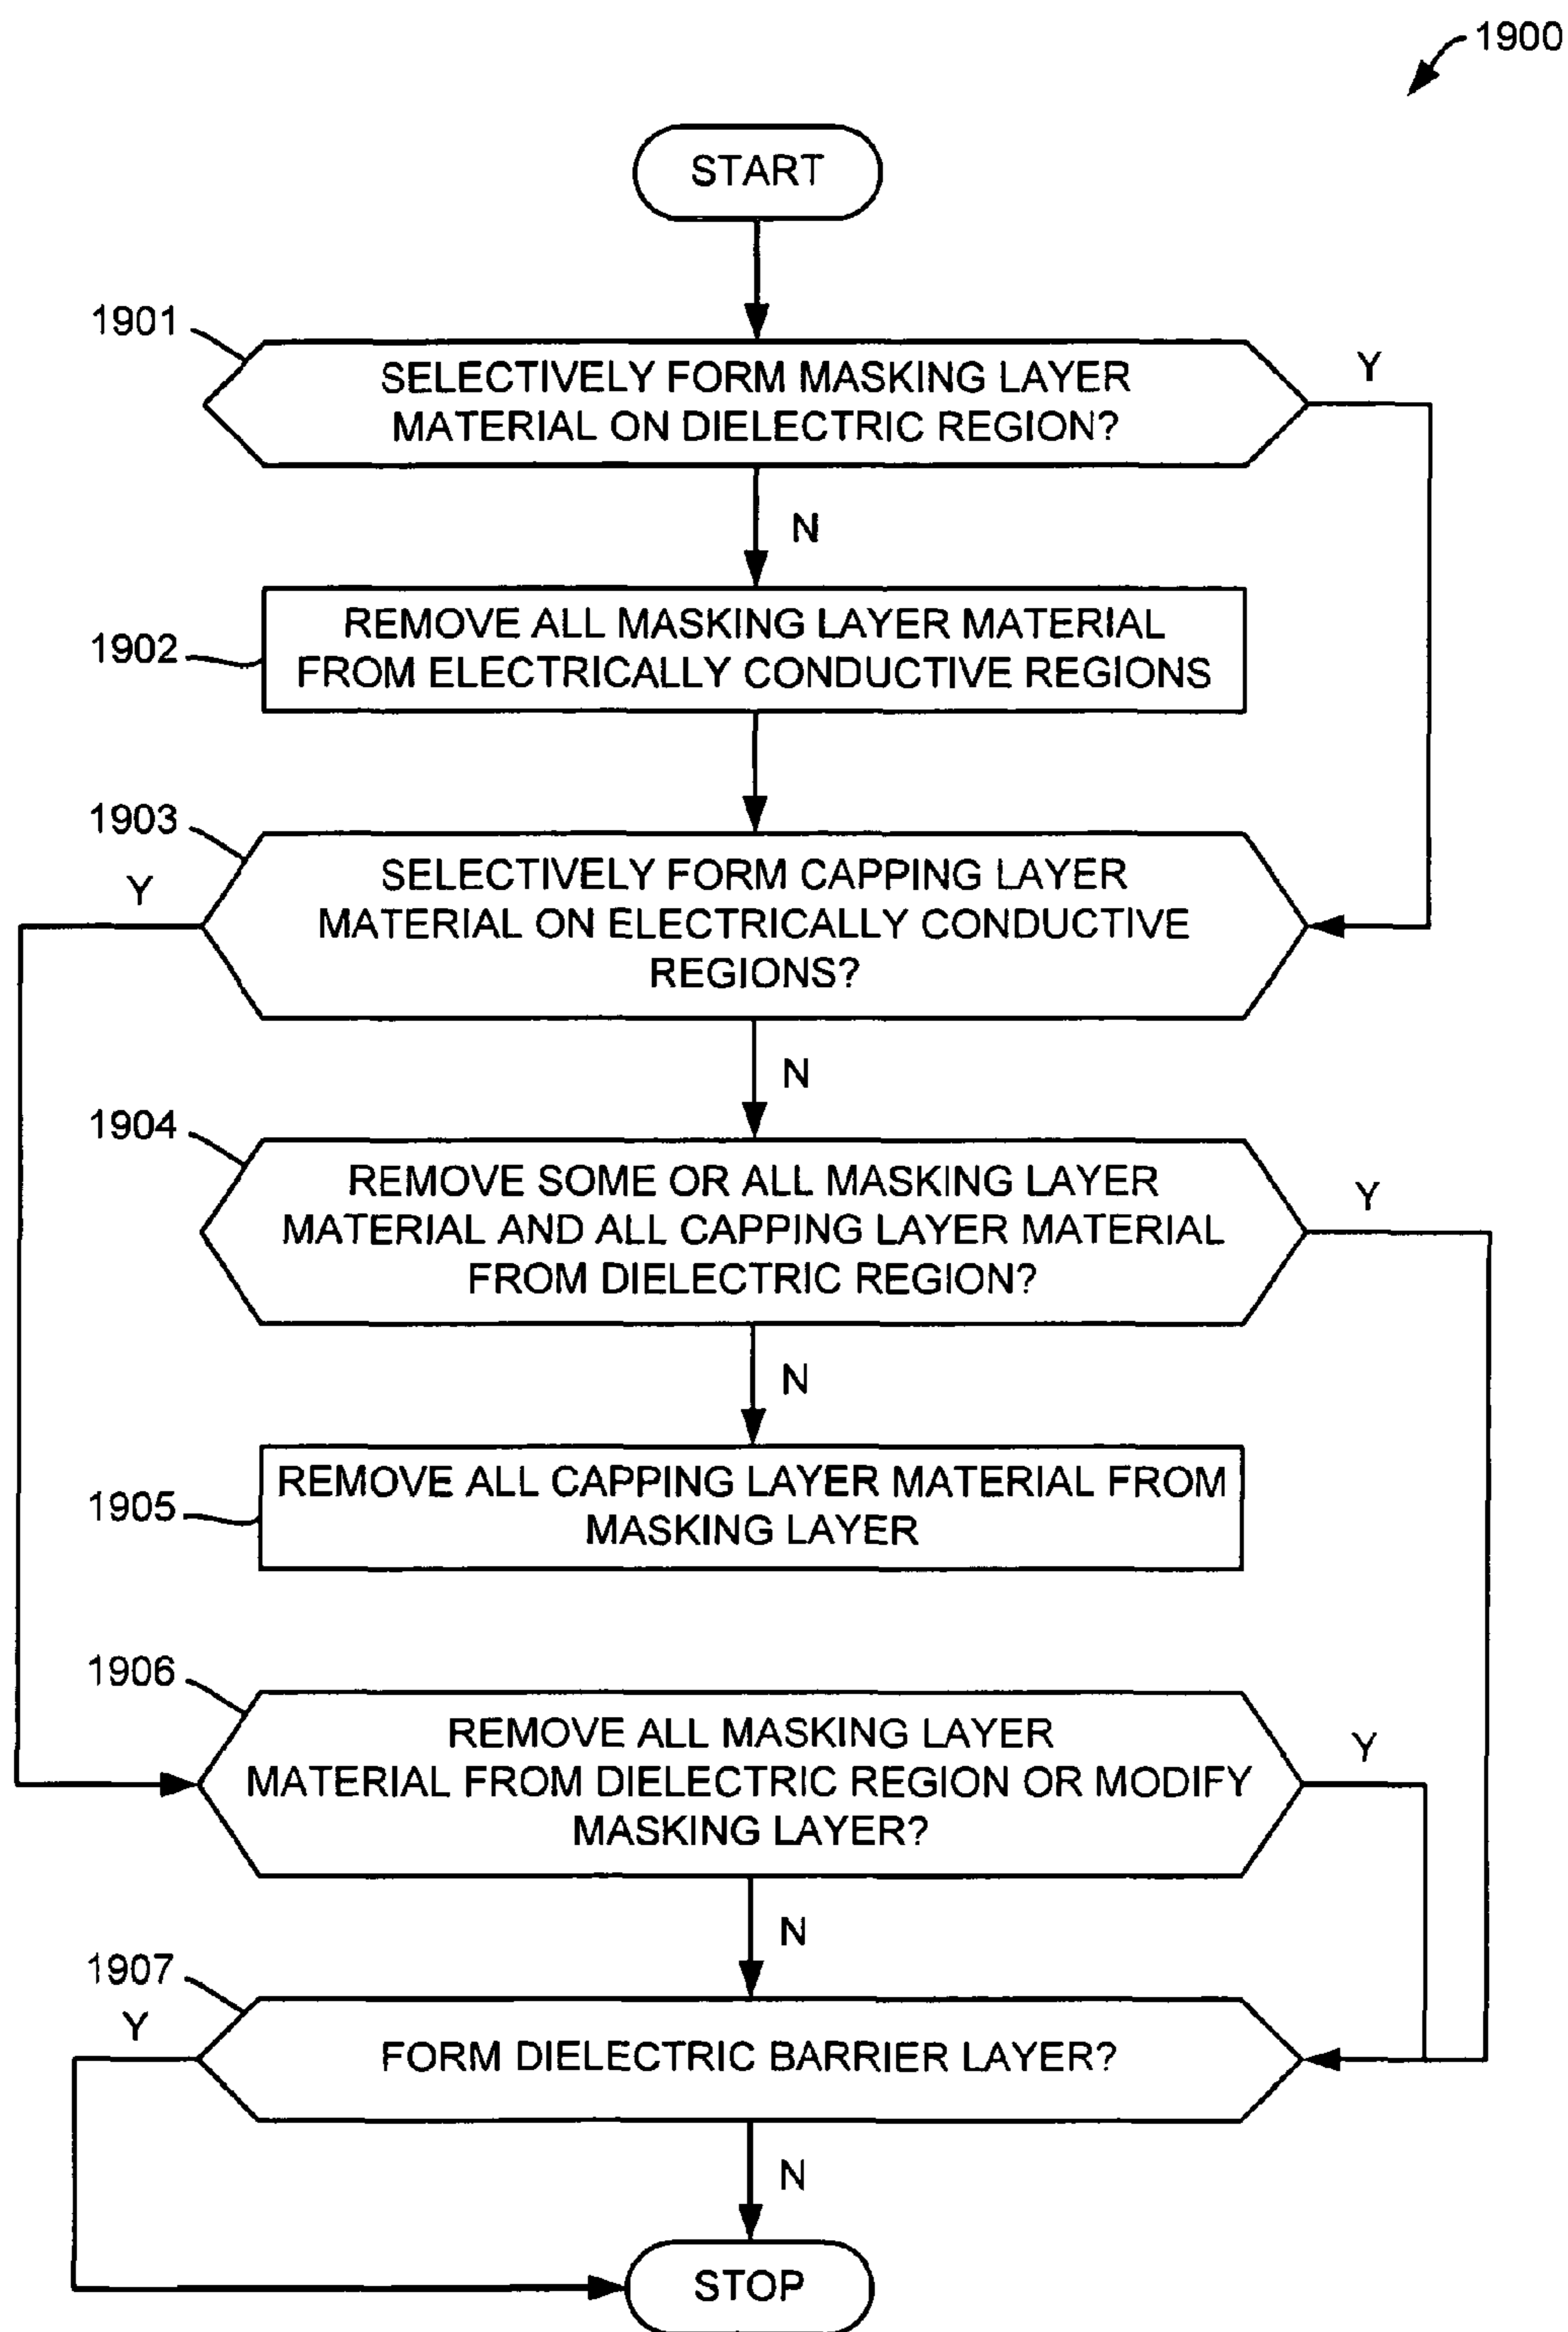 1900
START
1901
SELECTIVELY FORM MASKING LAYER
MATERIAL ON DIELECTRIC REGION?
Y
N
1902
REMOVE ALL MASKING LAYER MATERIAL
FROM ELECTRICALLY CONDUCTIVE REGIONS
1903
Y
SELECTIVELY FORM CAPPING LAYER
MATERIAL ON ELECTRICALLY CONDUCTIVE
REGIONS?
N
1904
REMOVE SOME OR ALL MASKING LAYER
MATERIAL AND ALL CAPPING LAYER MATERIAL
FROM DIELECTRIC REGION?
Y
N
1905
REMOVE ALL CAPPING LAYER MATERIAL FROM
MASKING LAYER
1906
REMOVE ALL MASKING LAYER
MATERIAL FROM DIELECTRIC REGION OR MODIFY
MASKING LAYER?
Y
N
1907
Y
FORM DIELECTRIC BARRIER LAYER?
N
STOP